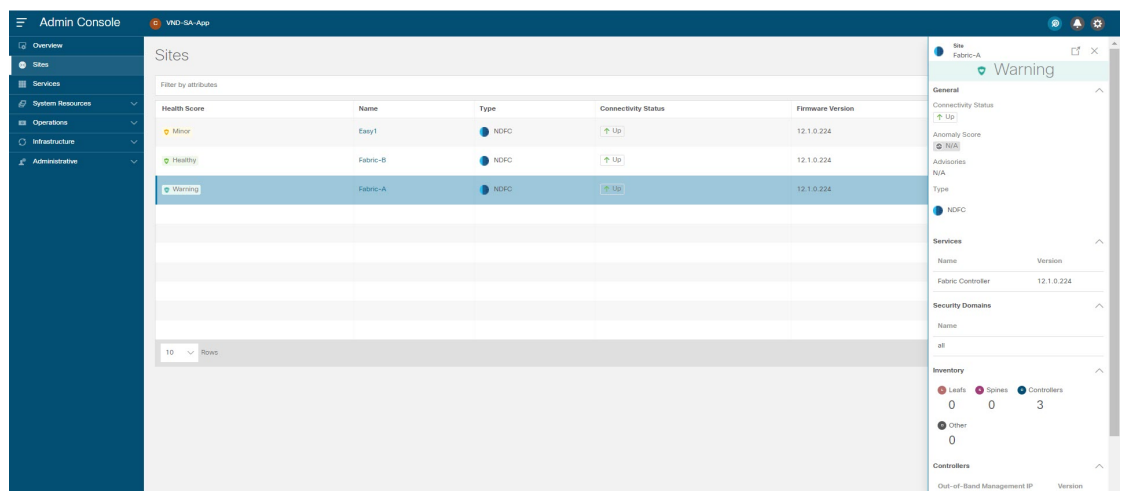 Admin Console
C VND-SA-App
Overview
Sites
Services
System Resources
Operations
Infrastructure
Administrative
Sites
Filter by attributes
Health Score Name Type Connectivity Status Firmware Version
Minor Easy1 NDFC Up 12.1.0.224
Healthy Fabric-B NDFC Up 12.1.0.224
Warning Fabric-A NDFC Up 12.1.0.224
10 Rows
Site
Fabric-A
Warning
General
Connectivity Status
Up
Anomaly Score
N/A
Advisories
N/A
Type
NDFC
Services
Name Version
Fabric Controller 12.1.0.224
Security Domains
Name
all
Inventory
Leafs Spines Controllers
0 0 3
Other
0
Controllers
Out-of-Band Management IP Version